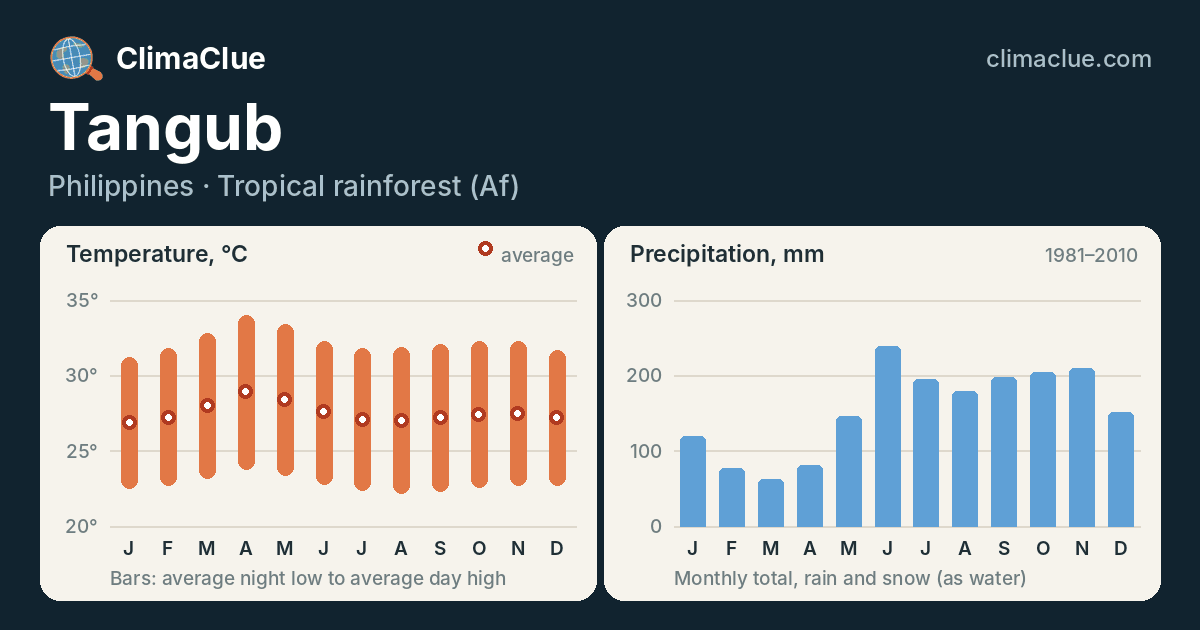 ClimaClue
climaclue.com
Tangub
Philippines · Tropical rainforest (Af)
Temperature, °C
average
35°
30°
25°
20°
J F M A M J J A S O N D
Bars: average night low to average day high
Precipitation, mm
1981–2010
300
200
100
0
J F M A M J J A S O N D
Monthly total, rain and snow (as water)